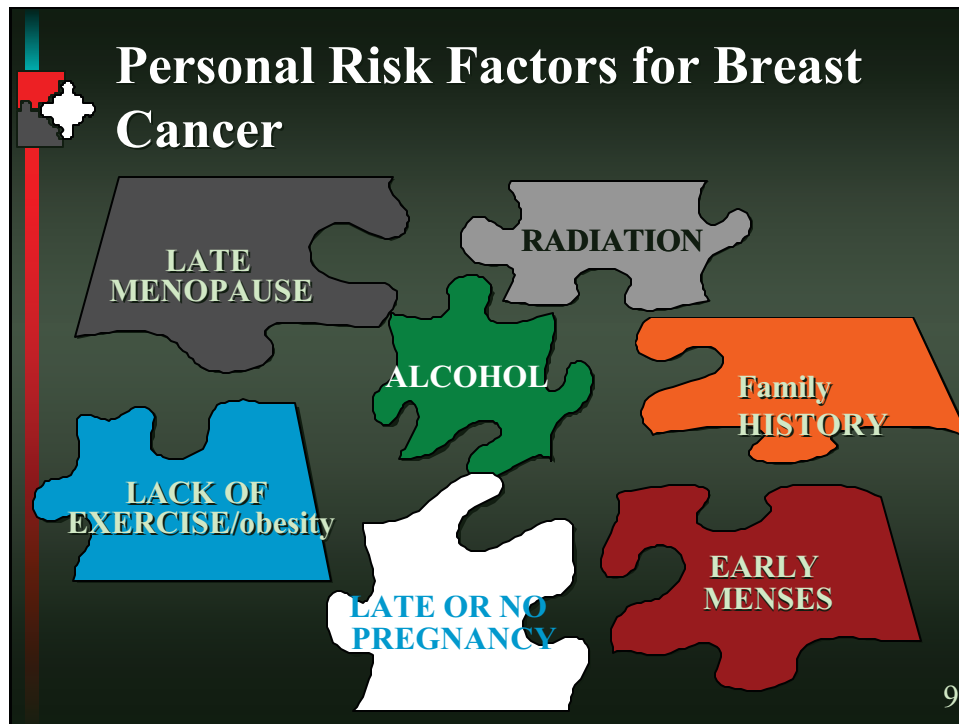 Personal Risk Factors for Breast
Cancer
LATE
MENOPAUSE
RADIATION
ALCOHOL
Family
HISTORY
LACK OF
EXERCISE/obesity
LATE OR NO
PREGNANCY
EARLY
MENSES
9